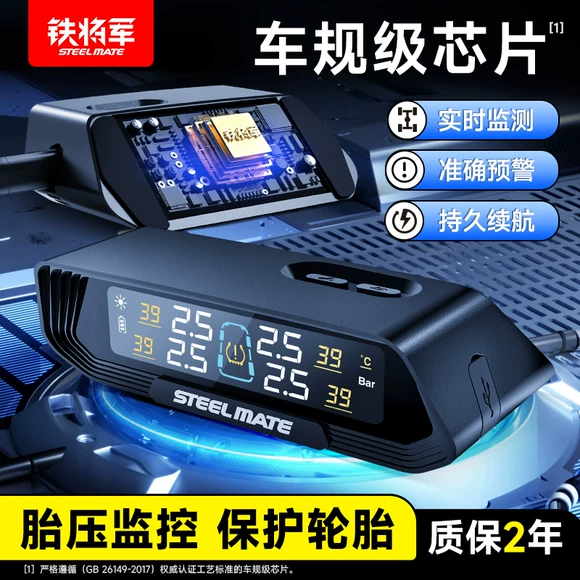 铁将军
STEEL MATE
车规级芯片[1]
实时监测
准确预警
持久续航
39 2.5 2.5 39 ℃
39 2.5 2.5 39 Bar
STEEL MATE
胎压监控 保护轮胎 质保2年
[1] 严格遵循（GB 26149-2017）权威认证工艺标准的车规级芯片。